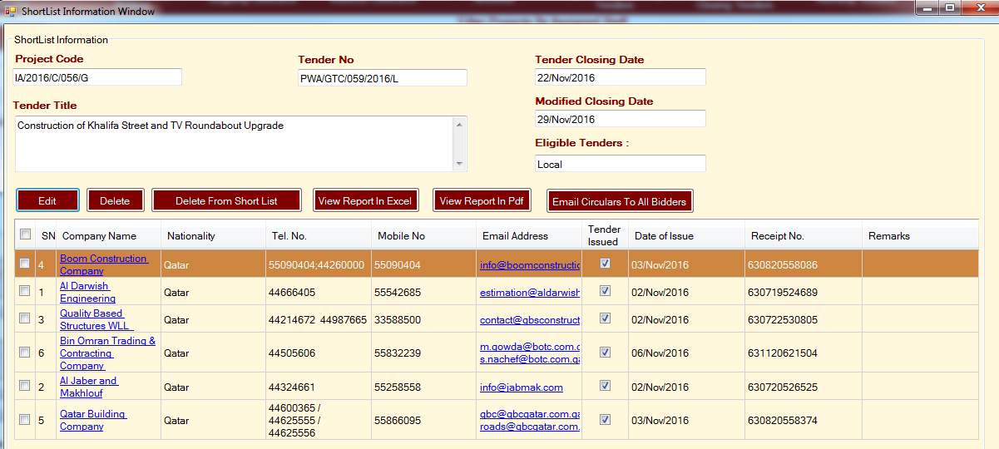 ShortList Information Window
ShortList Information
Project Code
IA/2016/C/056/G
Tender No
PWA/GTC/059/2016/L
Tender Closing Date
22/Nov/2016
Modified Closing Date
29/Nov/2016
Tender Title
Construction of Khalifa Street and TV Roundabout Upgrade
Eligible Tenders :
Local
Edit Delete Delete From Short List View Report In Excel View Report In Pdf Email Circulars To All Bidders
SN Company Name Nationality Tel. No. Mobile No Email Address Tender Issued Date of Issue Receipt No. Remarks
4 Boom Construction Company Qatar 55090404;44260000 55090404 info@boomconstructio 03/Nov/2016 630820558086
1 Al Darwish Engineering Qatar 44666405 55542685 estimation@aldarwish 02/Nov/2016 630719524689
3 Quality Based Structures WLL Qatar 44214672 44987665 33588500 contact@qbsconstruct 02/Nov/2016 630722530805
6 Bin Omran Trading & Contracting Company Qatar 44505606 55832239 m.gowda@botc.com.q s.nachef@botc.com.qa 06/Nov/2016 631120621504
2 Al Jaber and Makhlouf Qatar 44324661 55258558 info@jabmak.com 02/Nov/2016 630720526525
5 Qatar Building Company Qatar 44600365 / 44625555 / 44625556 55866095 qbc@qbcqatar.com.qa roads@qbcqatar.com. 03/Nov/2016 630820558374